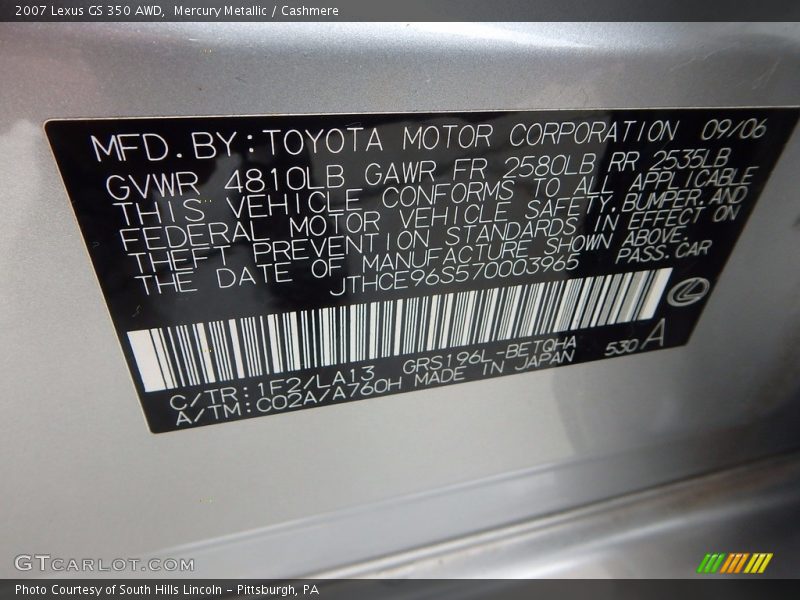 2007 Lexus GS 350 AWD, Mercury Metallic / Cashmere
MFD. BY: TOYOTA MOTOR CORPORATION 09/06
GVWR 4810LB GAWR FR 2580LB RR 2535LB
THIS VEHICLE CONFORMS TO ALL APPLICABLE
FEDERAL MOTOR VEHICLE SAFETY, BUMPER, AND
THEFT PREVENTION STANDARDS IN EFFECT ON
THE DATE OF MANUFACTURE SHOWN ABOVE.
JTHCE96S570003965 PASS. CAR
C/TR: 1F2/LA13 GRS196L-BETQHA 530 A
A/TM: C02A/A760H MADE IN JAPAN
GTCARLOT.COM
Photo Courtesy of South Hills Lincoln - Pittsburgh, PA